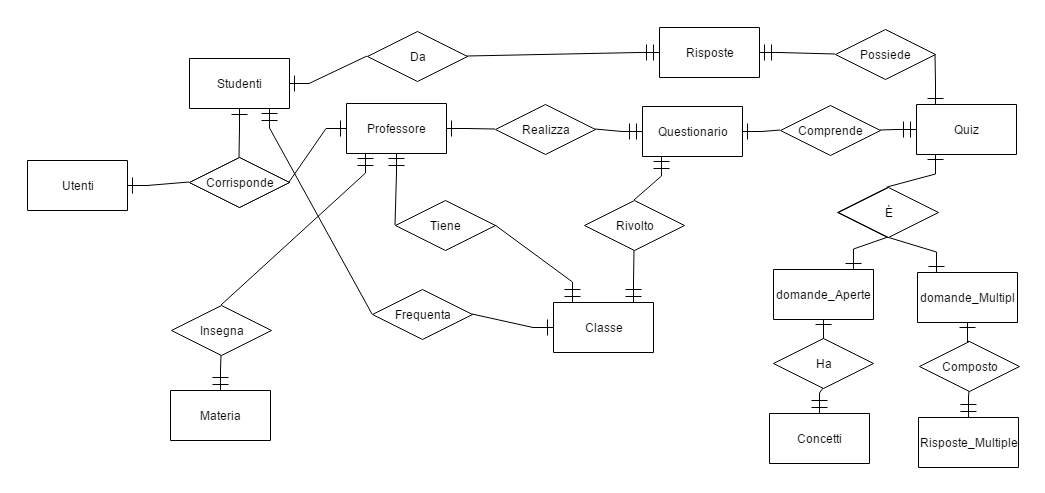 Da
Risposte
Possiede
Studenti
Professore
Realizza
Questionario
Comprende
Quiz
Utenti
Corrisponde
Tiene
Rivolto
È
domande_Aperte
domande_Multipl
Insegna
Frequenta
Classe
Ha
Composto
Materia
Concetti
Risposte_Multiple